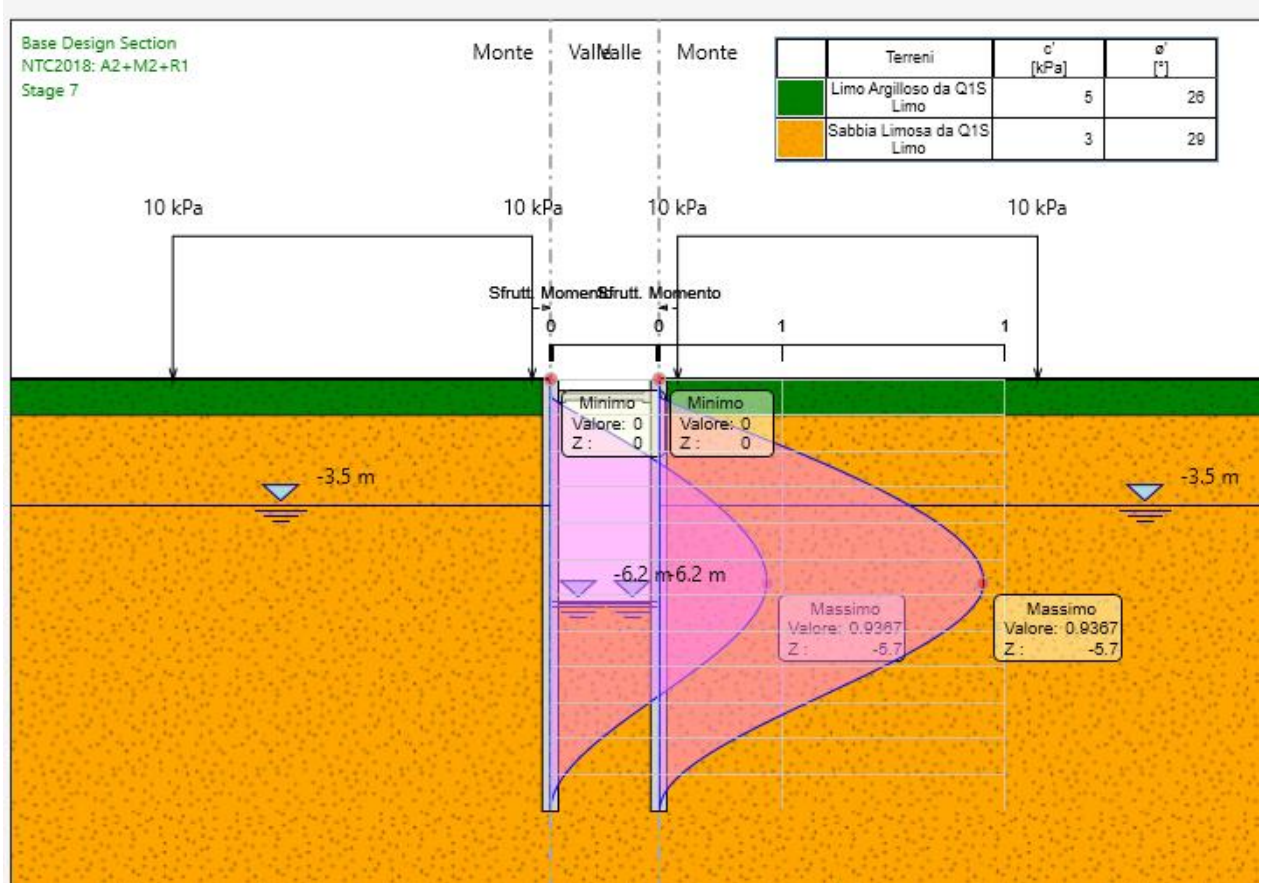 Base Design Section
NTC2018: A2+M2+R1
Stage 7
Monte Valle Valle Monte
Terreni c' [kPa] ø' [°]
Limo Argilloso da Q1S Limo 5 26
Sabbia Limosa da Q1S Limo 3 29
10 kPa 10 kPa 10 kPa 10 kPa
Sfrutt. Momento Sfrutt. Momento
0 0 1 1
Minimo
Valore: 0
Z : 0
Minimo
Valore: 0
Z : 0
-3.5 m -3.5 m
-6.2 m -6.2 m
Massimo
Valore: 0.9367
Z : -5.7
Massimo
Valore: 0.9367
Z : -5.7